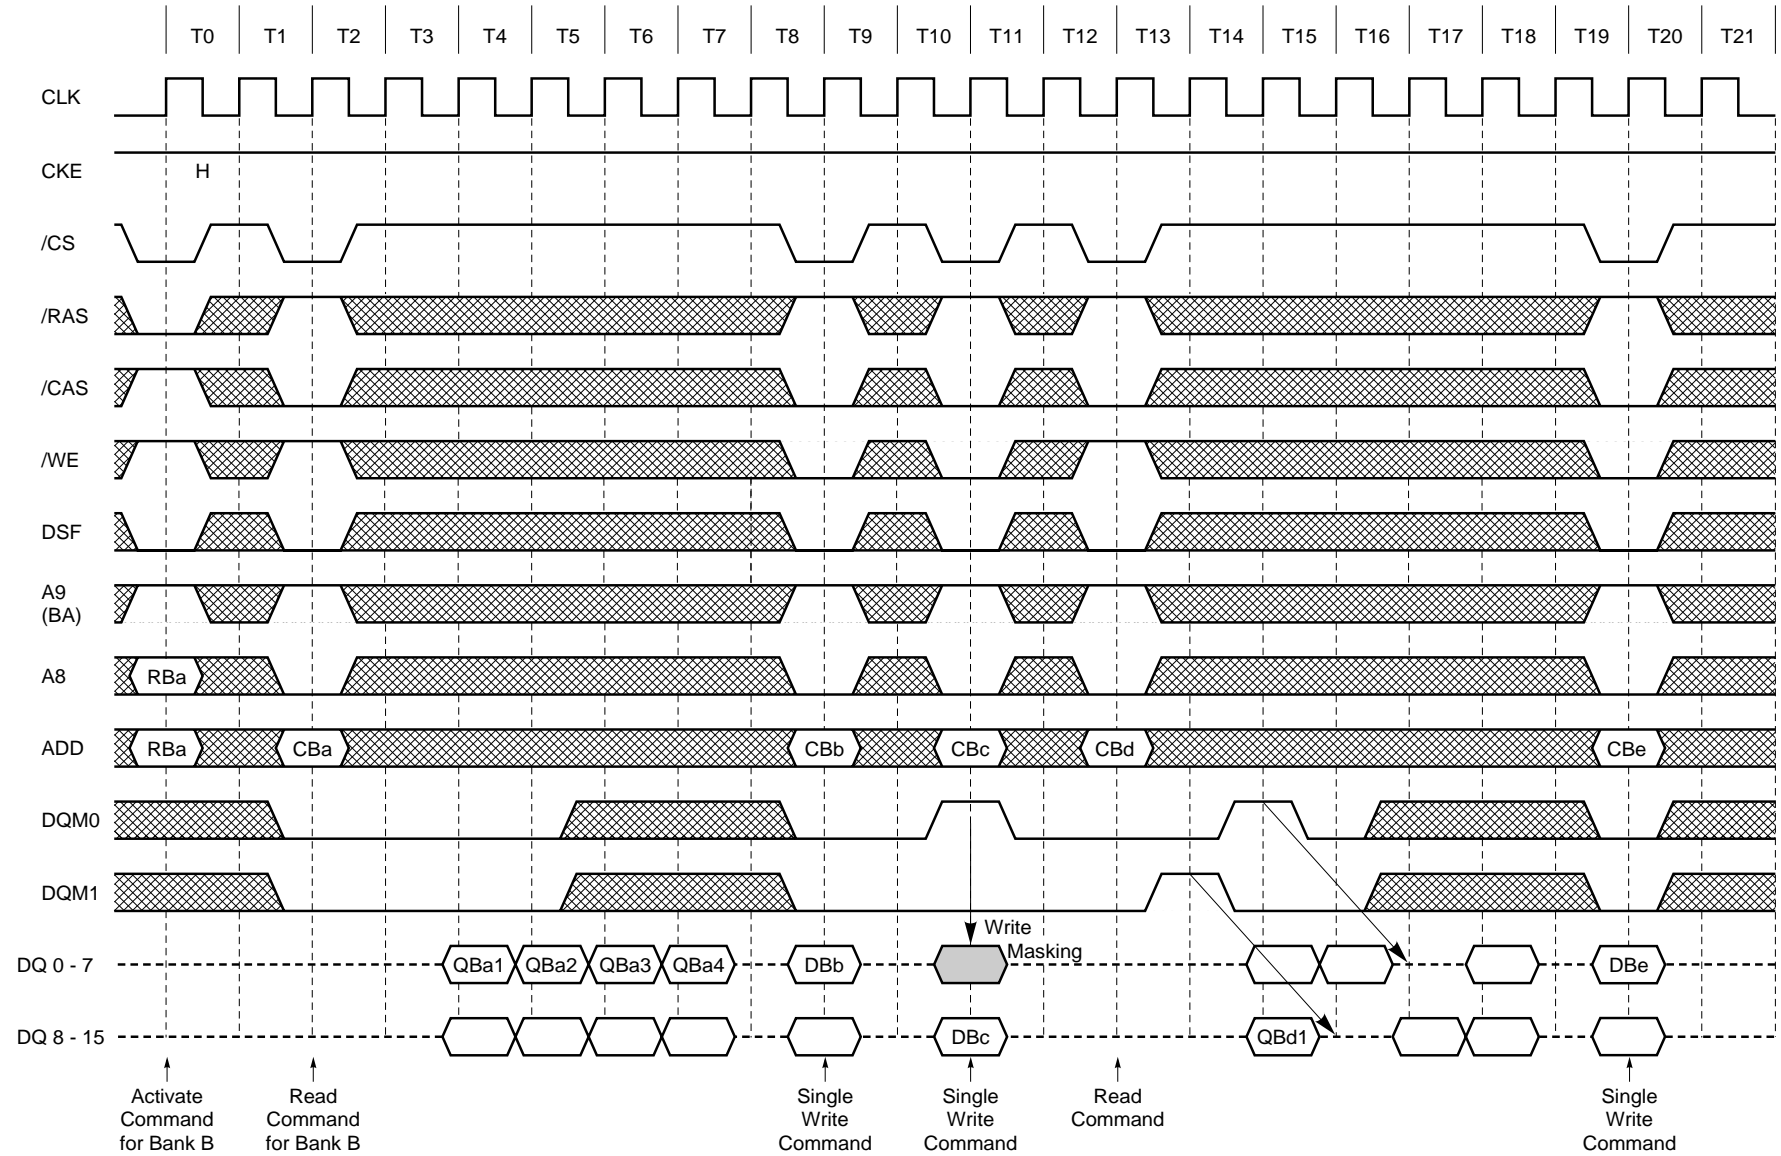 T0 T1 T2 T3 T4 T5 T6 T7 T8 T9 T10 T11 T12 T13 T14 T15 T16 T17 T18 T19 T20 T21
CLK
CKE H
/CS
/RAS
/CAS
/WE
DSF
A9
(BA)
A8 RBa
ADD RBa CBa CBb CBc CBd CBe
DQM0
DQM1
Write
Masking
DQ 0 - 7 QBa1 QBa2 QBa3 QBa4 DBb DBe
DQ 8 - 15 DBc QBd1
Activate Read Single Single Read Single
Command Command Write Write Command Write
for Bank B for Bank B Command Command Command